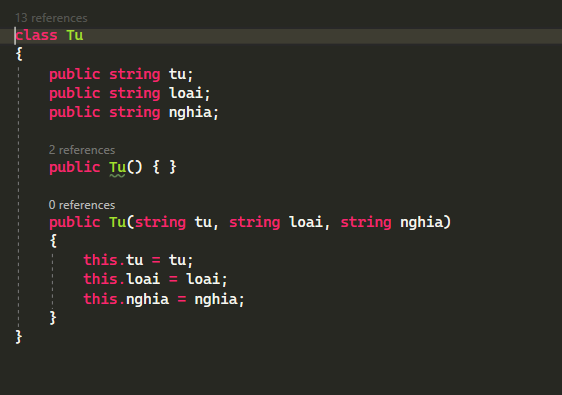 13 references
class Tu
{
public string tu;
public string loai;
public string nghia;
2 references
public Tu() { }
0 references
public Tu(string tu, string loai, string nghia)
{
this.tu = tu;
this.loai = loai;
this.nghia = nghia;
}
}